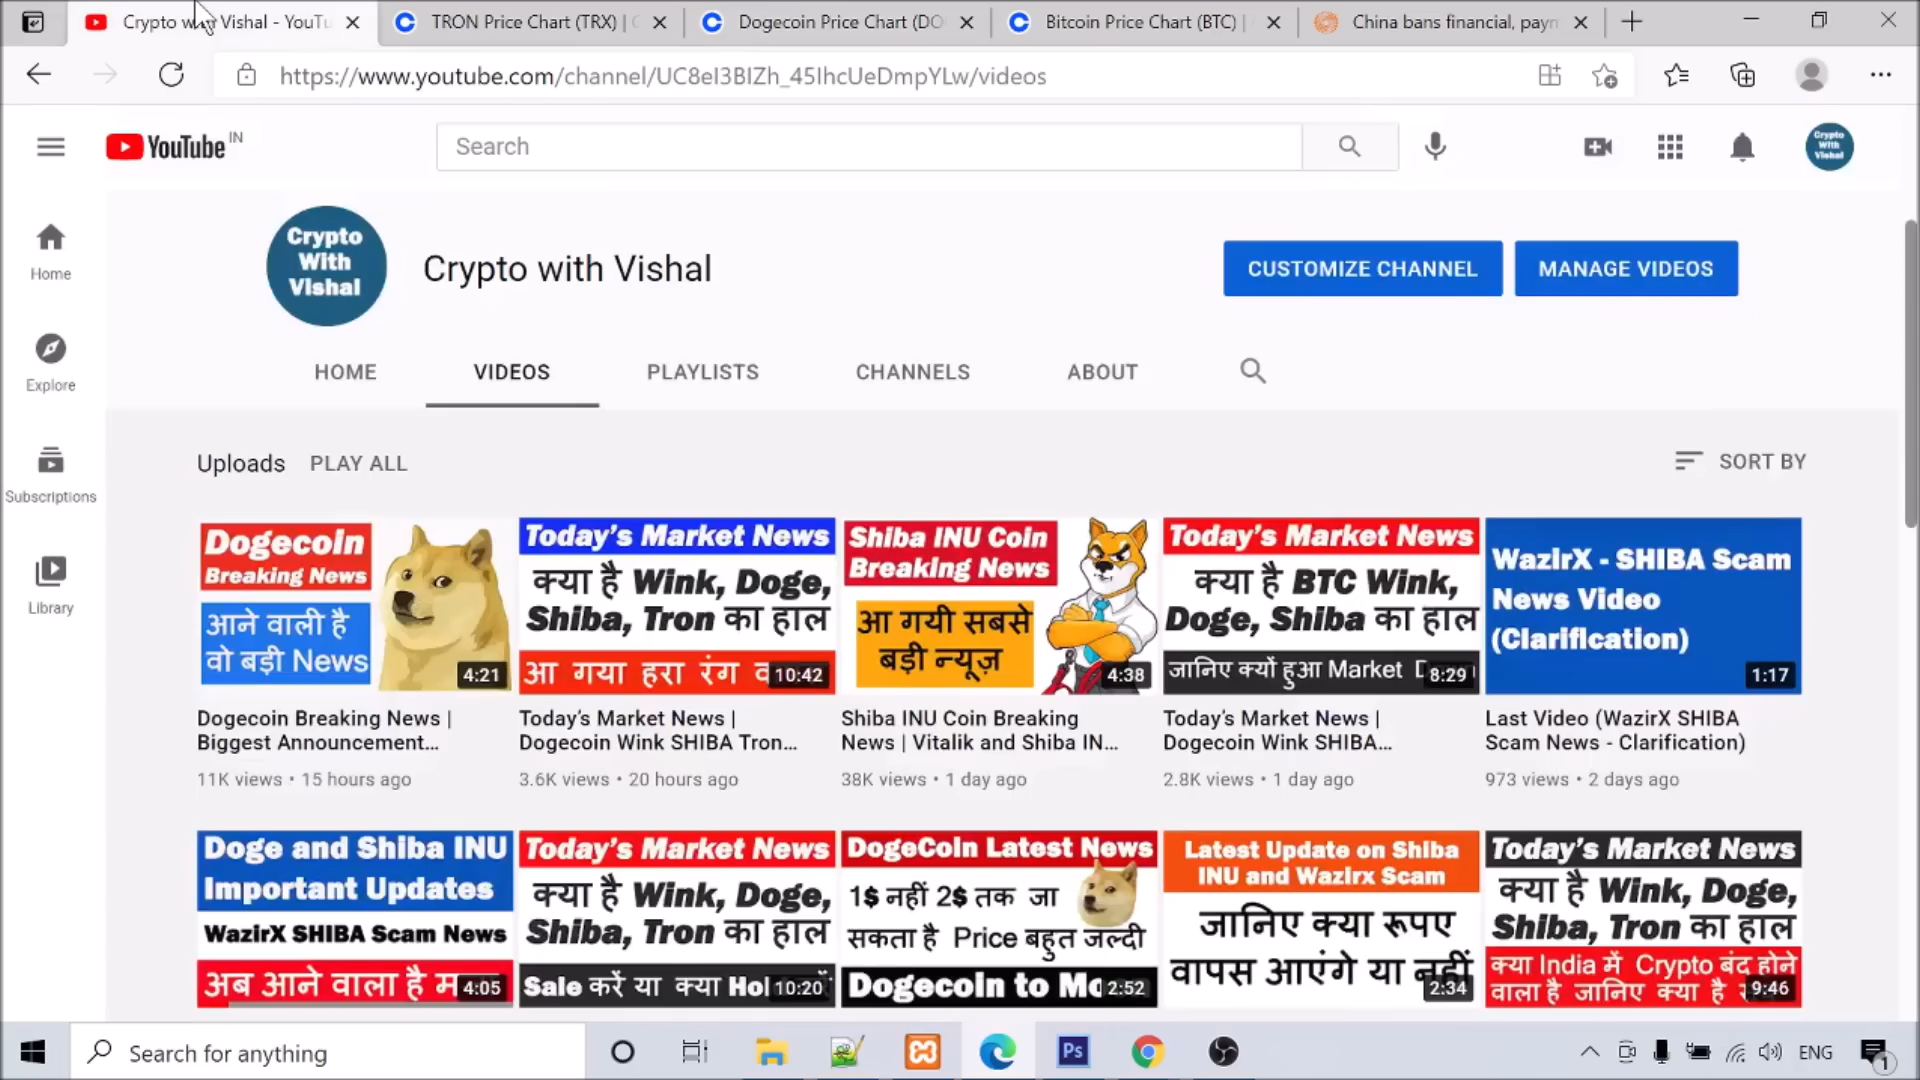 Crypto with Vishal - YouTu
TRON Price Chart (TRX) |
Dogecoin Price Chart (DO
Bitcoin Price Chart (BTC) |
China bans financial, payn
https://www.youtube.com/channel/UC8eI3BIZh_45IhcUeDmpYLw/videos
YouTube IN
Search
Crypto
With
Vishal
Home
Explore
Subscriptions
Library
Crypto
With
Vishal
Crypto with Vishal
CUSTOMIZE CHANNEL
MANAGE VIDEOS
HOME
VIDEOS
PLAYLISTS
CHANNELS
ABOUT
Uploads
PLAY ALL
SORT BY
Dogecoin
Breaking News
आने वाली है
वो बड़ी News
4:21
Dogecoin Breaking News |
Biggest Announcement...
11K views • 15 hours ago
Today's Market News
क्या है Wink, Doge,
Shiba, Tron का हाल
आ गया हरा रंग
10:42
Today's Market News |
Dogecoin Wink SHIBA Tron...
3.6K views • 20 hours ago
Shiba INU Coin
Breaking News
आ गयी सबसे
बड़ी न्यूज़
4:38
Shiba INU Coin Breaking
News | Vitalik and Shiba IN...
38K views • 1 day ago
Today's Market News
क्या है BTC Wink,
Doge, Shiba का हाल
जानिए क्यों हुआ Market
8:29
Today's Market News |
Dogecoin Wink SHIBA...
2.8K views • 1 day ago
WazirX - SHIBA Scam
News Video
(Clarification)
1:17
Last Video (WazirX SHIBA
Scam News - Clarification)
973 views • 2 days ago
Doge and Shiba INU
Important Updates
WazirX SHIBA Scam News
अब आने वाला है
4:05
Today's Market News
क्या है Wink, Doge,
Shiba, Tron का हाल
Sale करें या क्या Hol
10:20
DogeCoin Latest News
1$ नहीं 2$ तक जा
सकता है Price बहुत जल्दी
Dogecoin to Mo
2:52
Latest Update on Shiba
INU and Wazirx Scam
जानिए क्या रूपए
वापस आएंगे या नहीं
2:34
Today's Market News
क्या है Wink, Doge,
Shiba, Tron का हाल
क्या India में Crypto बंद होने
वाला है जानिए क्या है
9:46
Search for anything
Ps
ENG
1